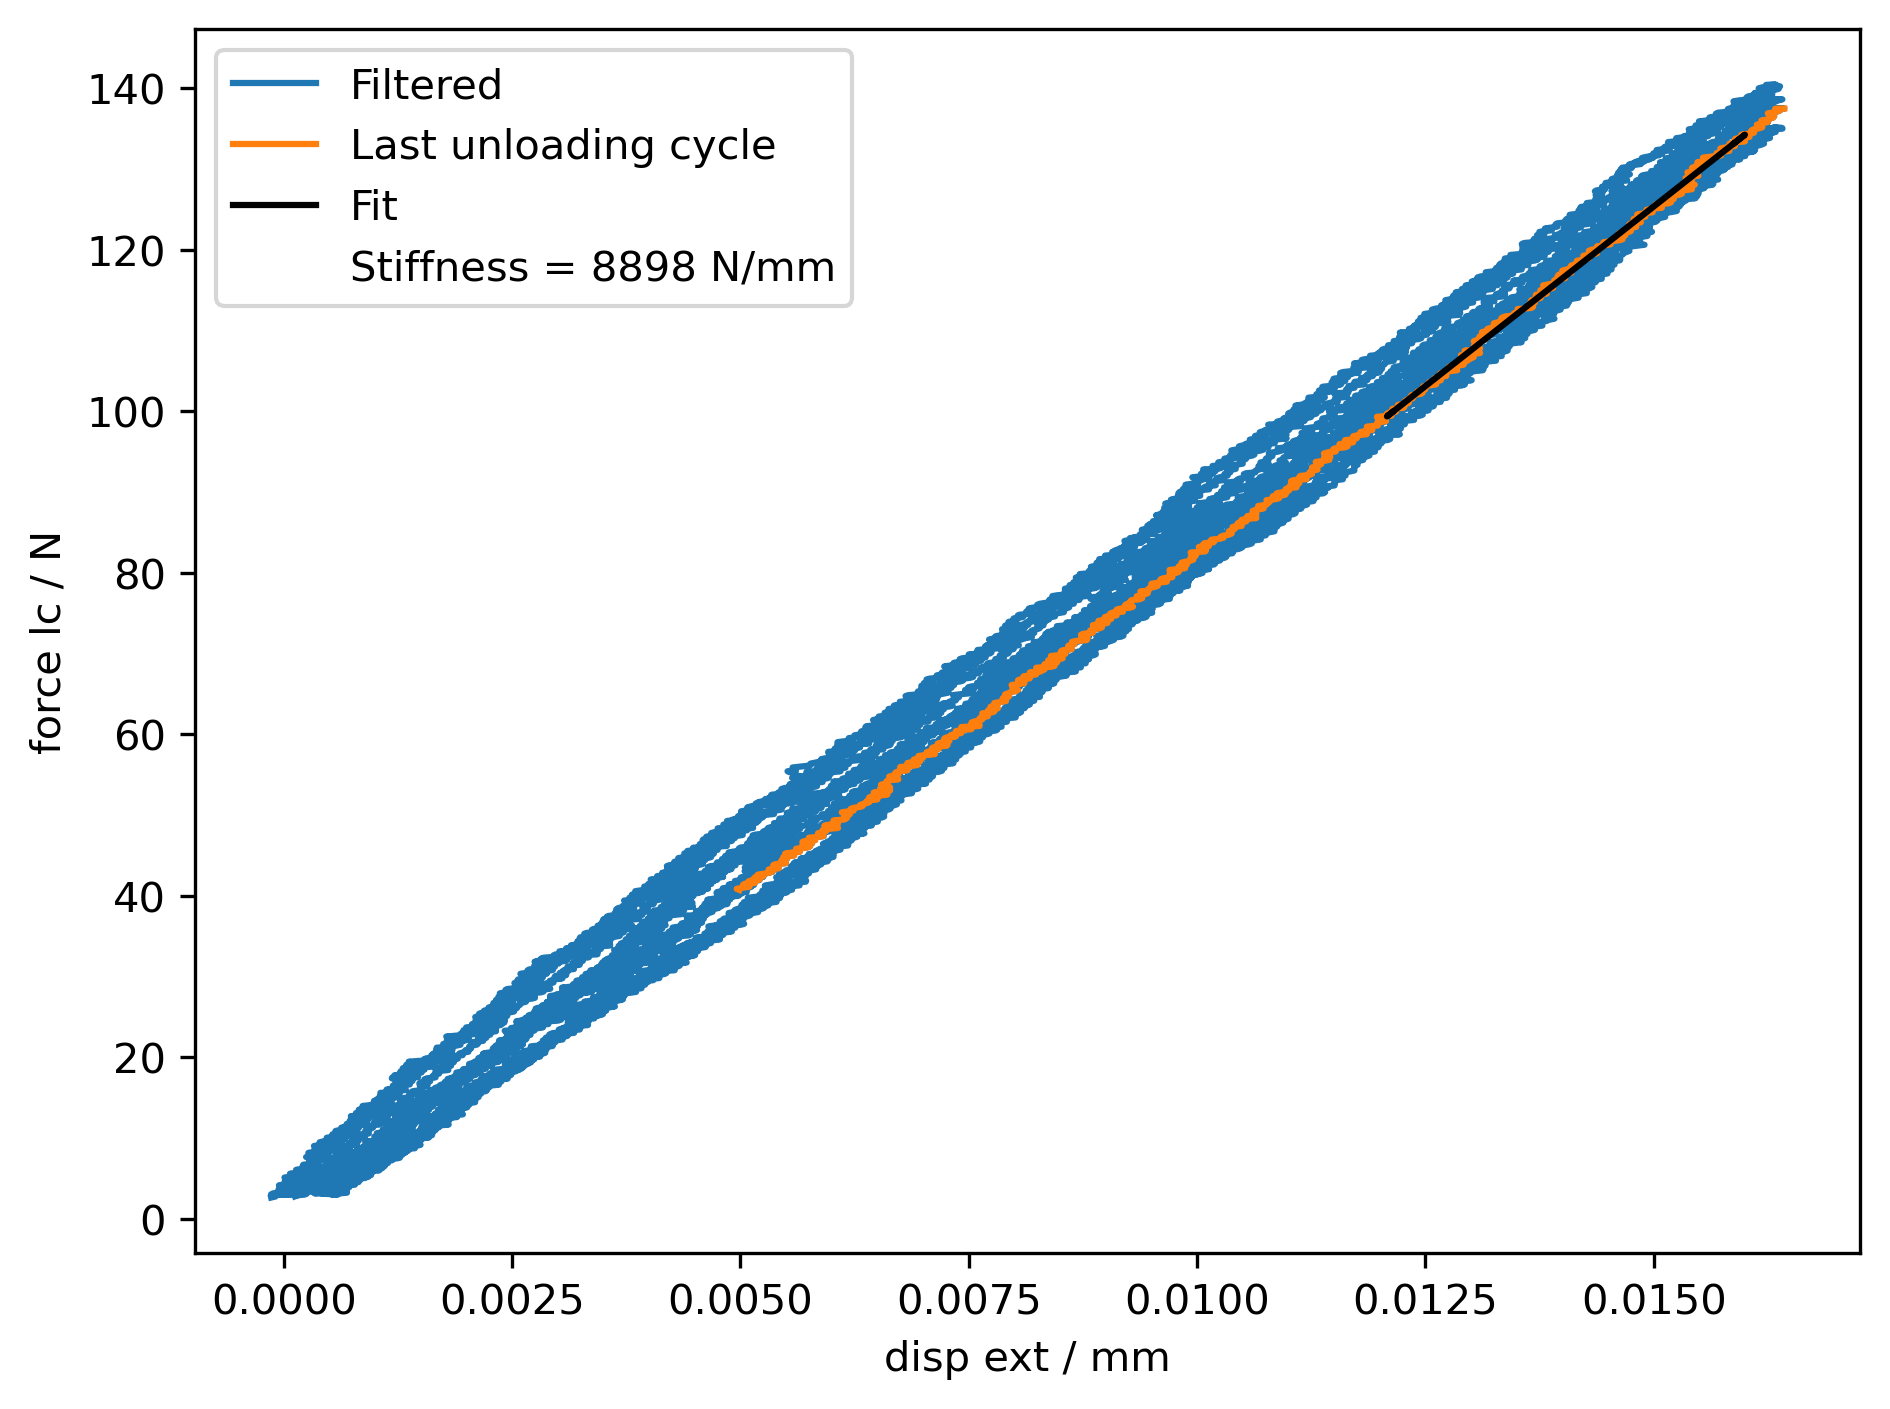 Filtered
Last unloading cycle
Fit
Stiffness = 8898 N/mm
140
120
100
80
60
40
20
0
force lc / N
0.0000 0.0025 0.0050 0.0075 0.0100 0.0125 0.0150
disp ext / mm